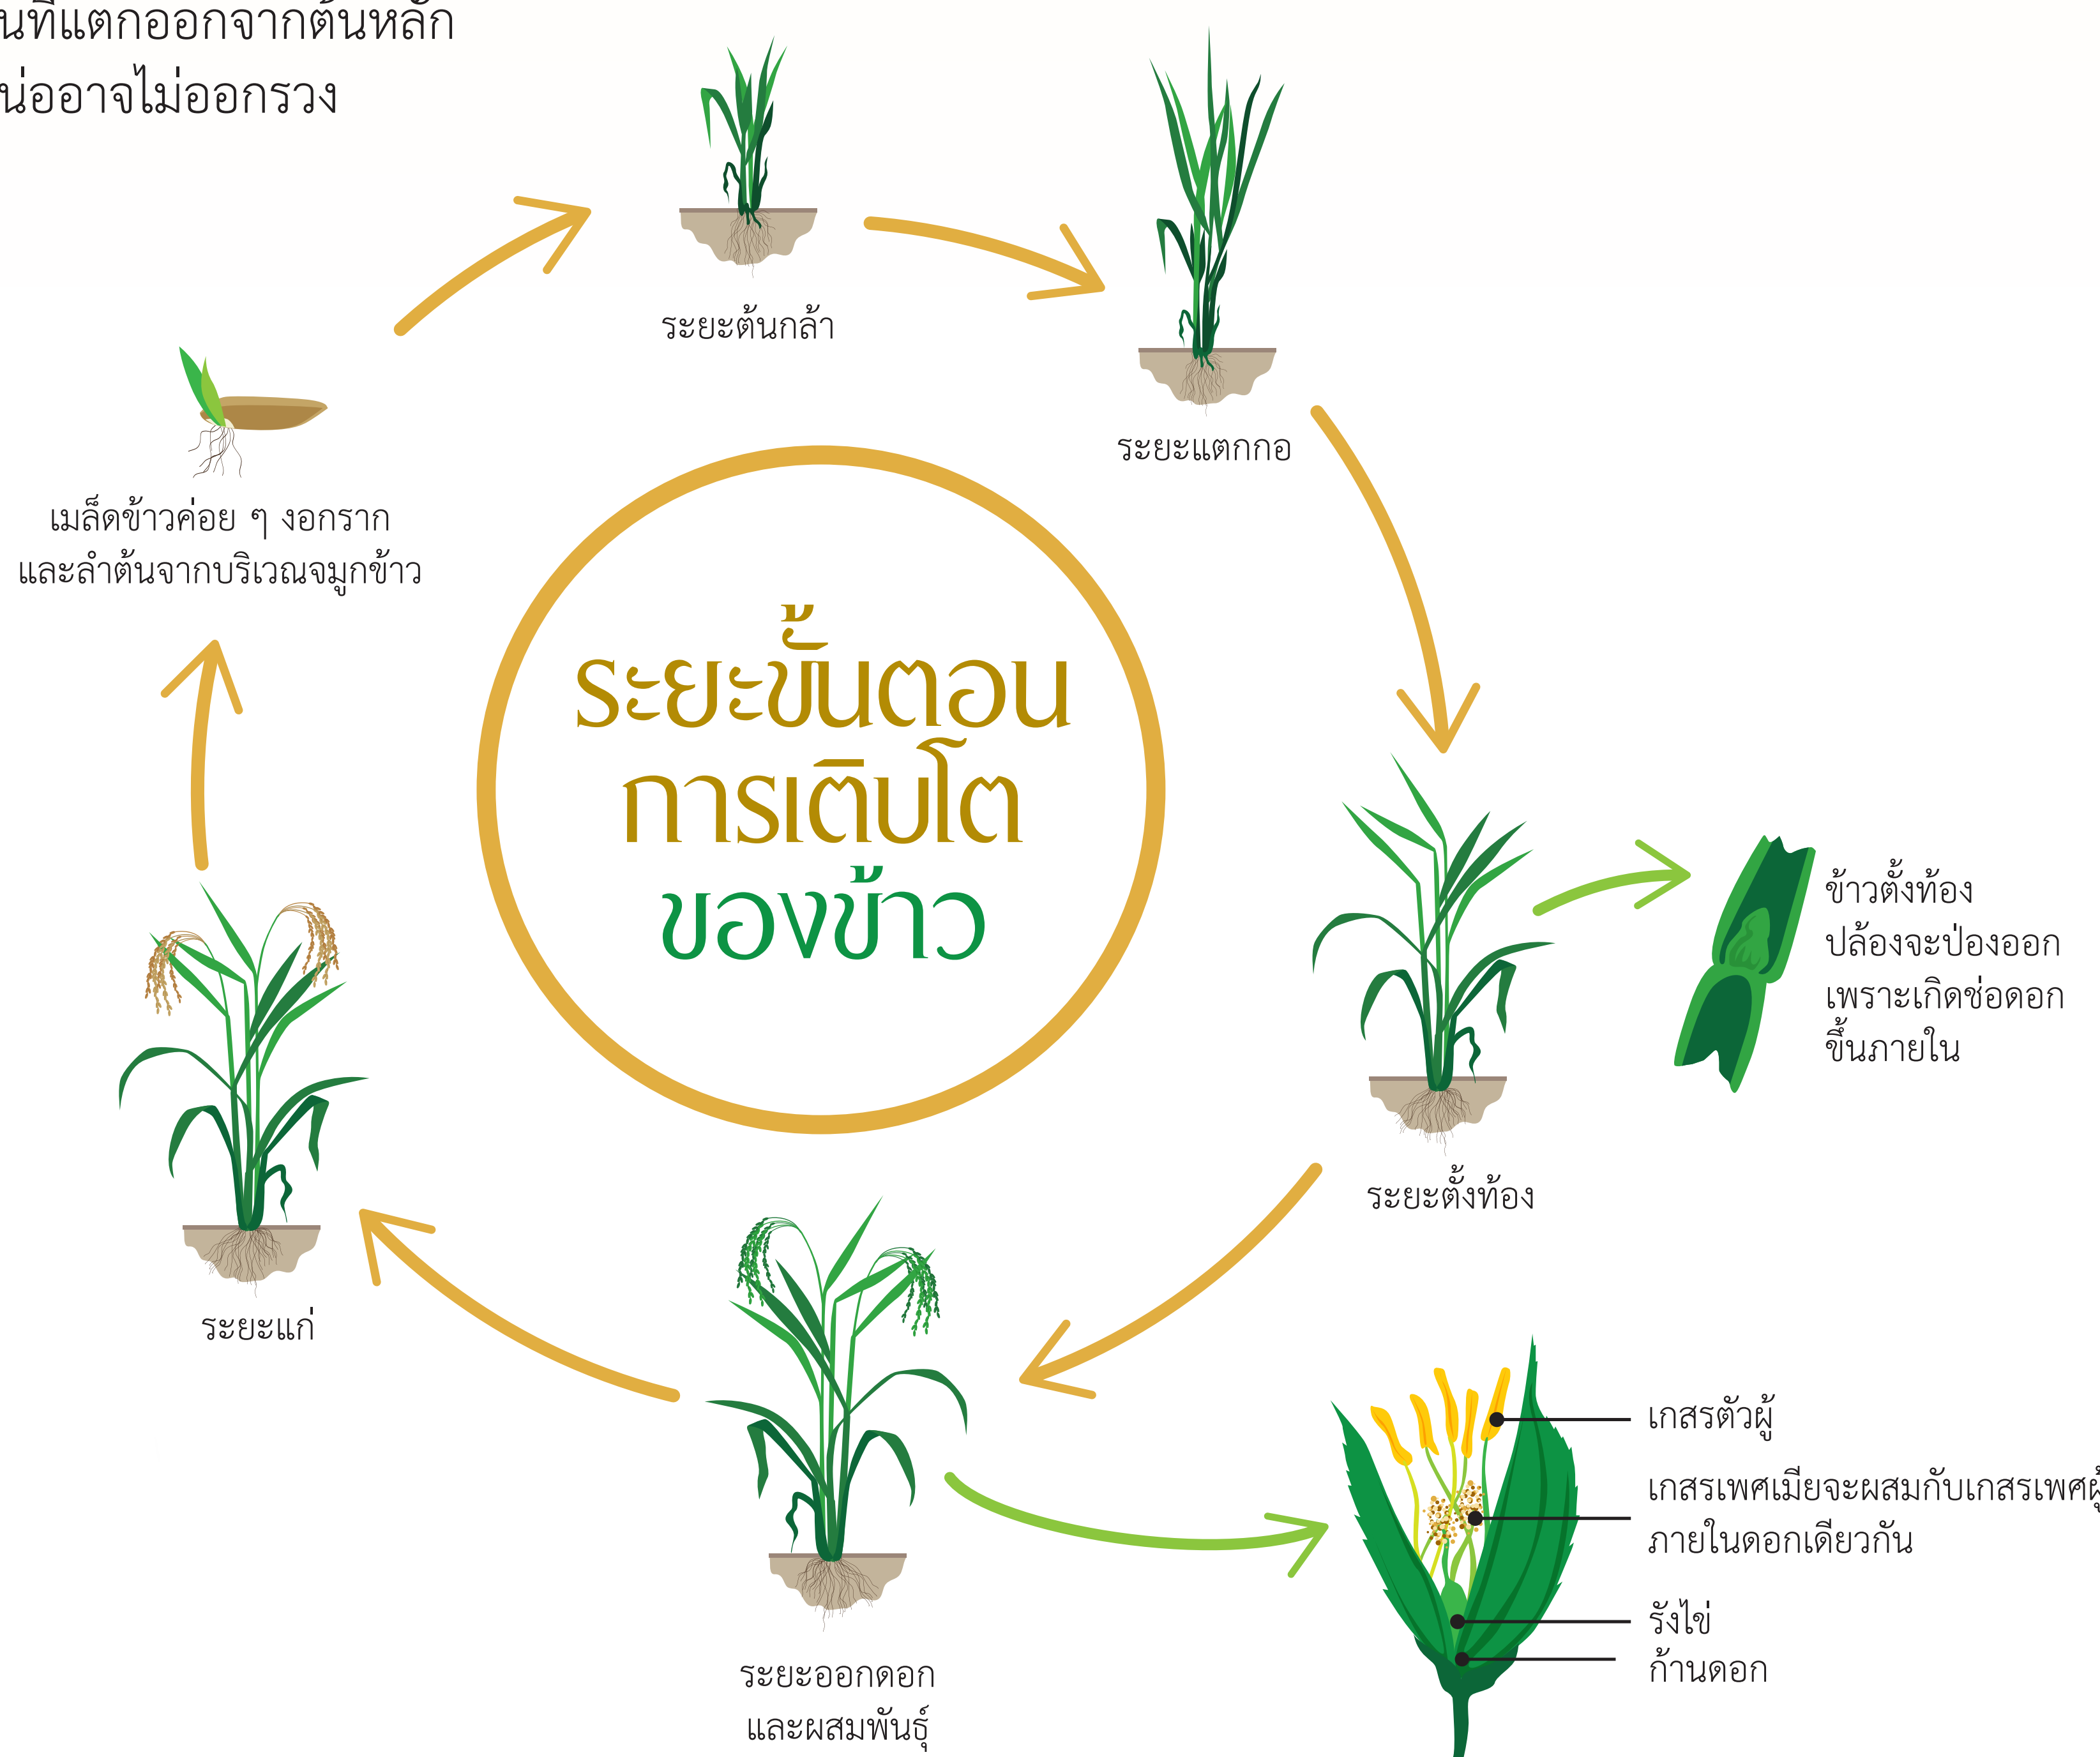 นที่แตกออกจากต้นหลัก
น่ออาจไม่ออกรวง
ระยะต้นกล้า
ระยะแตกกอ
เมล็ดข้าวค่อย ๆ งอกราก
และลำต้นจากบริเวณจมูกข้าว
ระยะขั้นตอน
การเติบโต
ของข้าว
ข้าวตั้งท้อง
ปล้องจะป่องออก
เพราะเกิดช่อดอก
ขึ้นภายใน
ระยะตั้งท้อง
ระยะแก่
ระยะออกดอก
และผสมพันธุ์
เกสรตัวผู้
เกสรเพศเมียจะผสมกับเกสรเพศผู้
ภายในดอกเดียวกัน
รังไข่
ก้านดอก